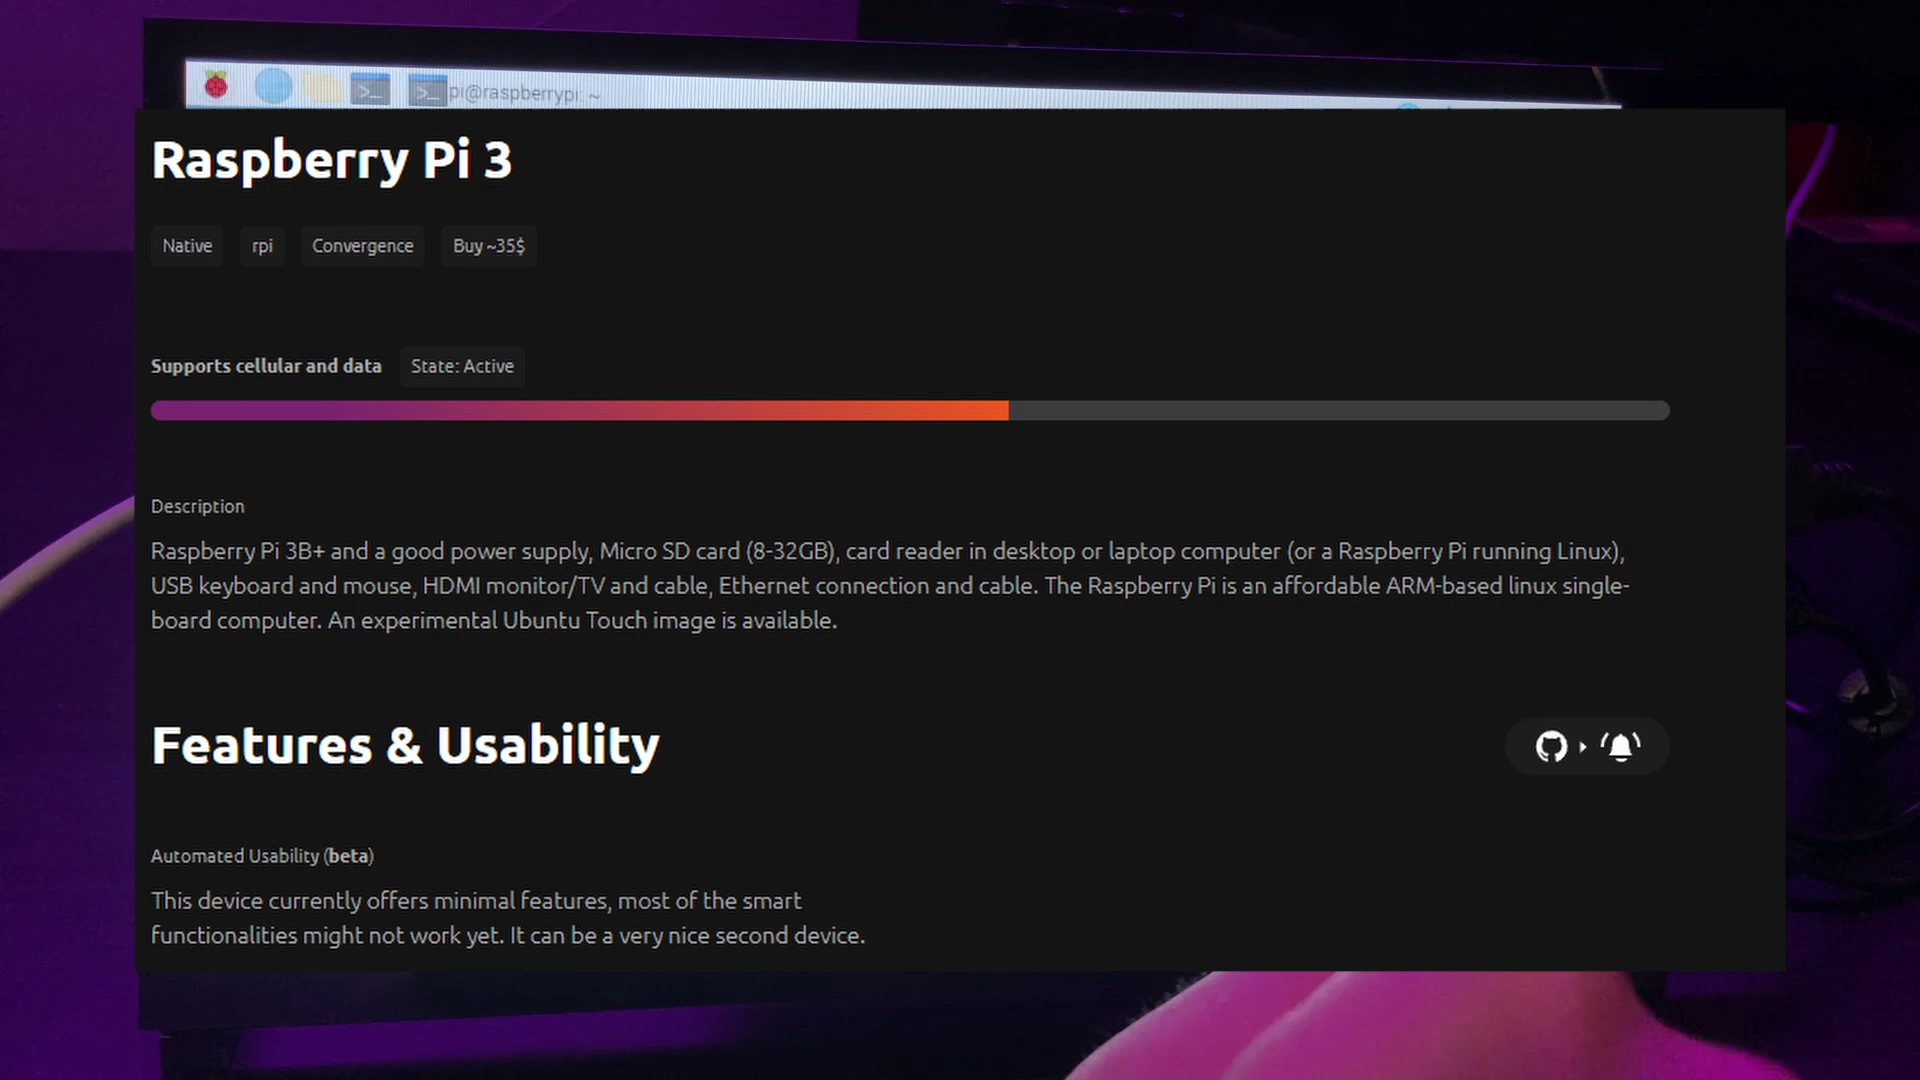 pi@raspberrypi: ~
Raspberry Pi 3
Native rpi Convergence Buy ~35$
Supports cellular and data State: Active
Description
Raspberry Pi 3B+ and a good power supply, Micro SD card (8-32GB), card reader in desktop or laptop computer (or a Raspberry Pi running Linux),
USB keyboard and mouse, HDMI monitor/TV and cable, Ethernet connection and cable. The Raspberry Pi is an affordable ARM-based linux single-
board computer. An experimental Ubuntu Touch image is available.
Features & Usability
Automated Usability (beta)
This device currently offers minimal features, most of the smart
functionalities might not work yet. It can be a very nice second device.